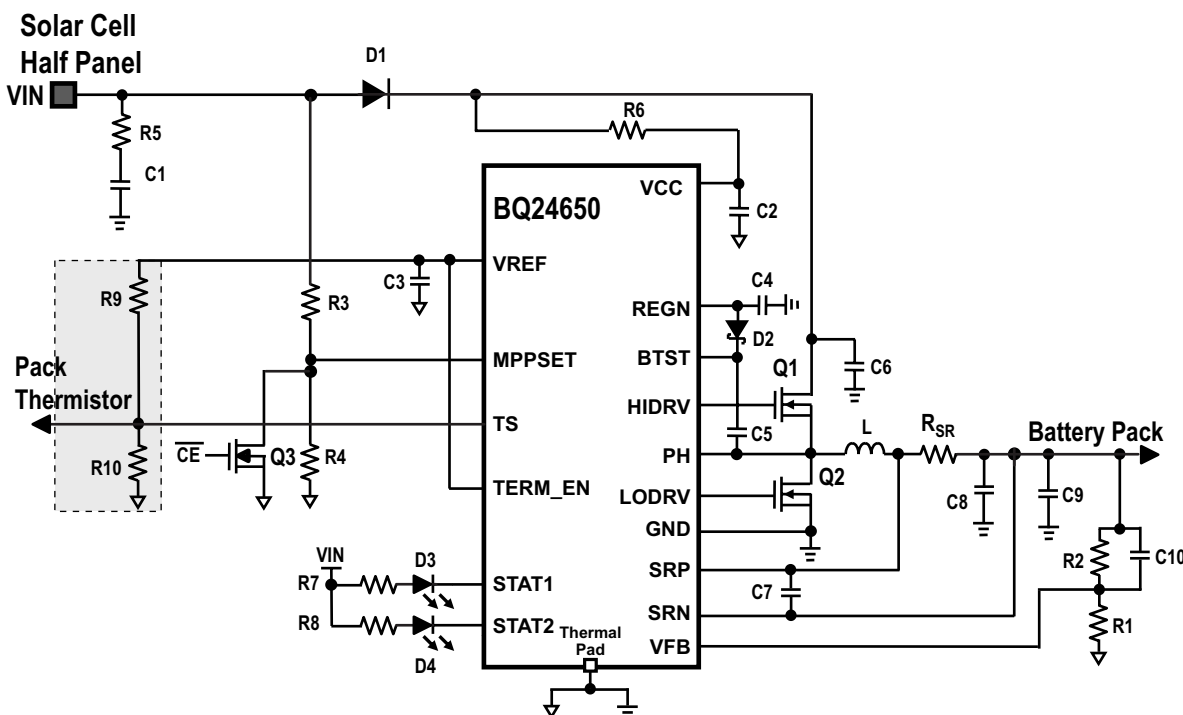 Solar Cell
Half Panel
VIN
D1
R5
C1
R6
VCC
C2
BQ24650
VREF
C3
R9
R3
REGN
C4
D2
MPPSET
BTST
Q1
C6
Pack
Thermistor
HIDRV
TS
C5
L
RSR
Battery Pack
CE
Q3
R4
R10
PH
TERM_EN
LODRV
Q2
C8
C9
GND
VIN
D3
R7
STAT1
SRP
R2
C10
C7
R8
STAT2
SRN
R1
Thermal
Pad
VFB
D4